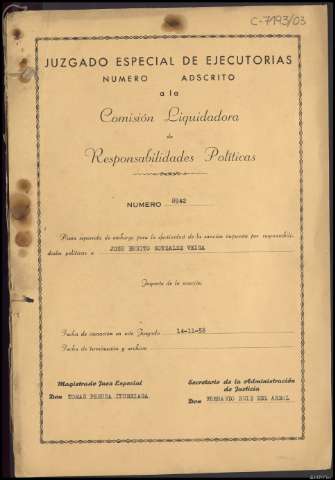 C-7193/03
JUZGADO ESPECIAL DE EJECUTORIAS
NUMERO ADSCRITO
a la
Comisión Liquidadora
de
Responsabilidades Políticas
NUMERO 8942
Pieza separada de embargo para la efectividad de la sanción impuesta por responsabili-
dades políticas a JOSE BENITO GONZALEZ VEIGA
Importe de la sanción
Fecha de incoación en este Juzgado 14-11-58
Fecha de terminación y archivo
Magistrado Juez Especial
Secretario de la Administración
de Justicia
Don TOMAS PEREDA ITURRIAGA
Don FERNANDO RUIZ DEL ARBOL